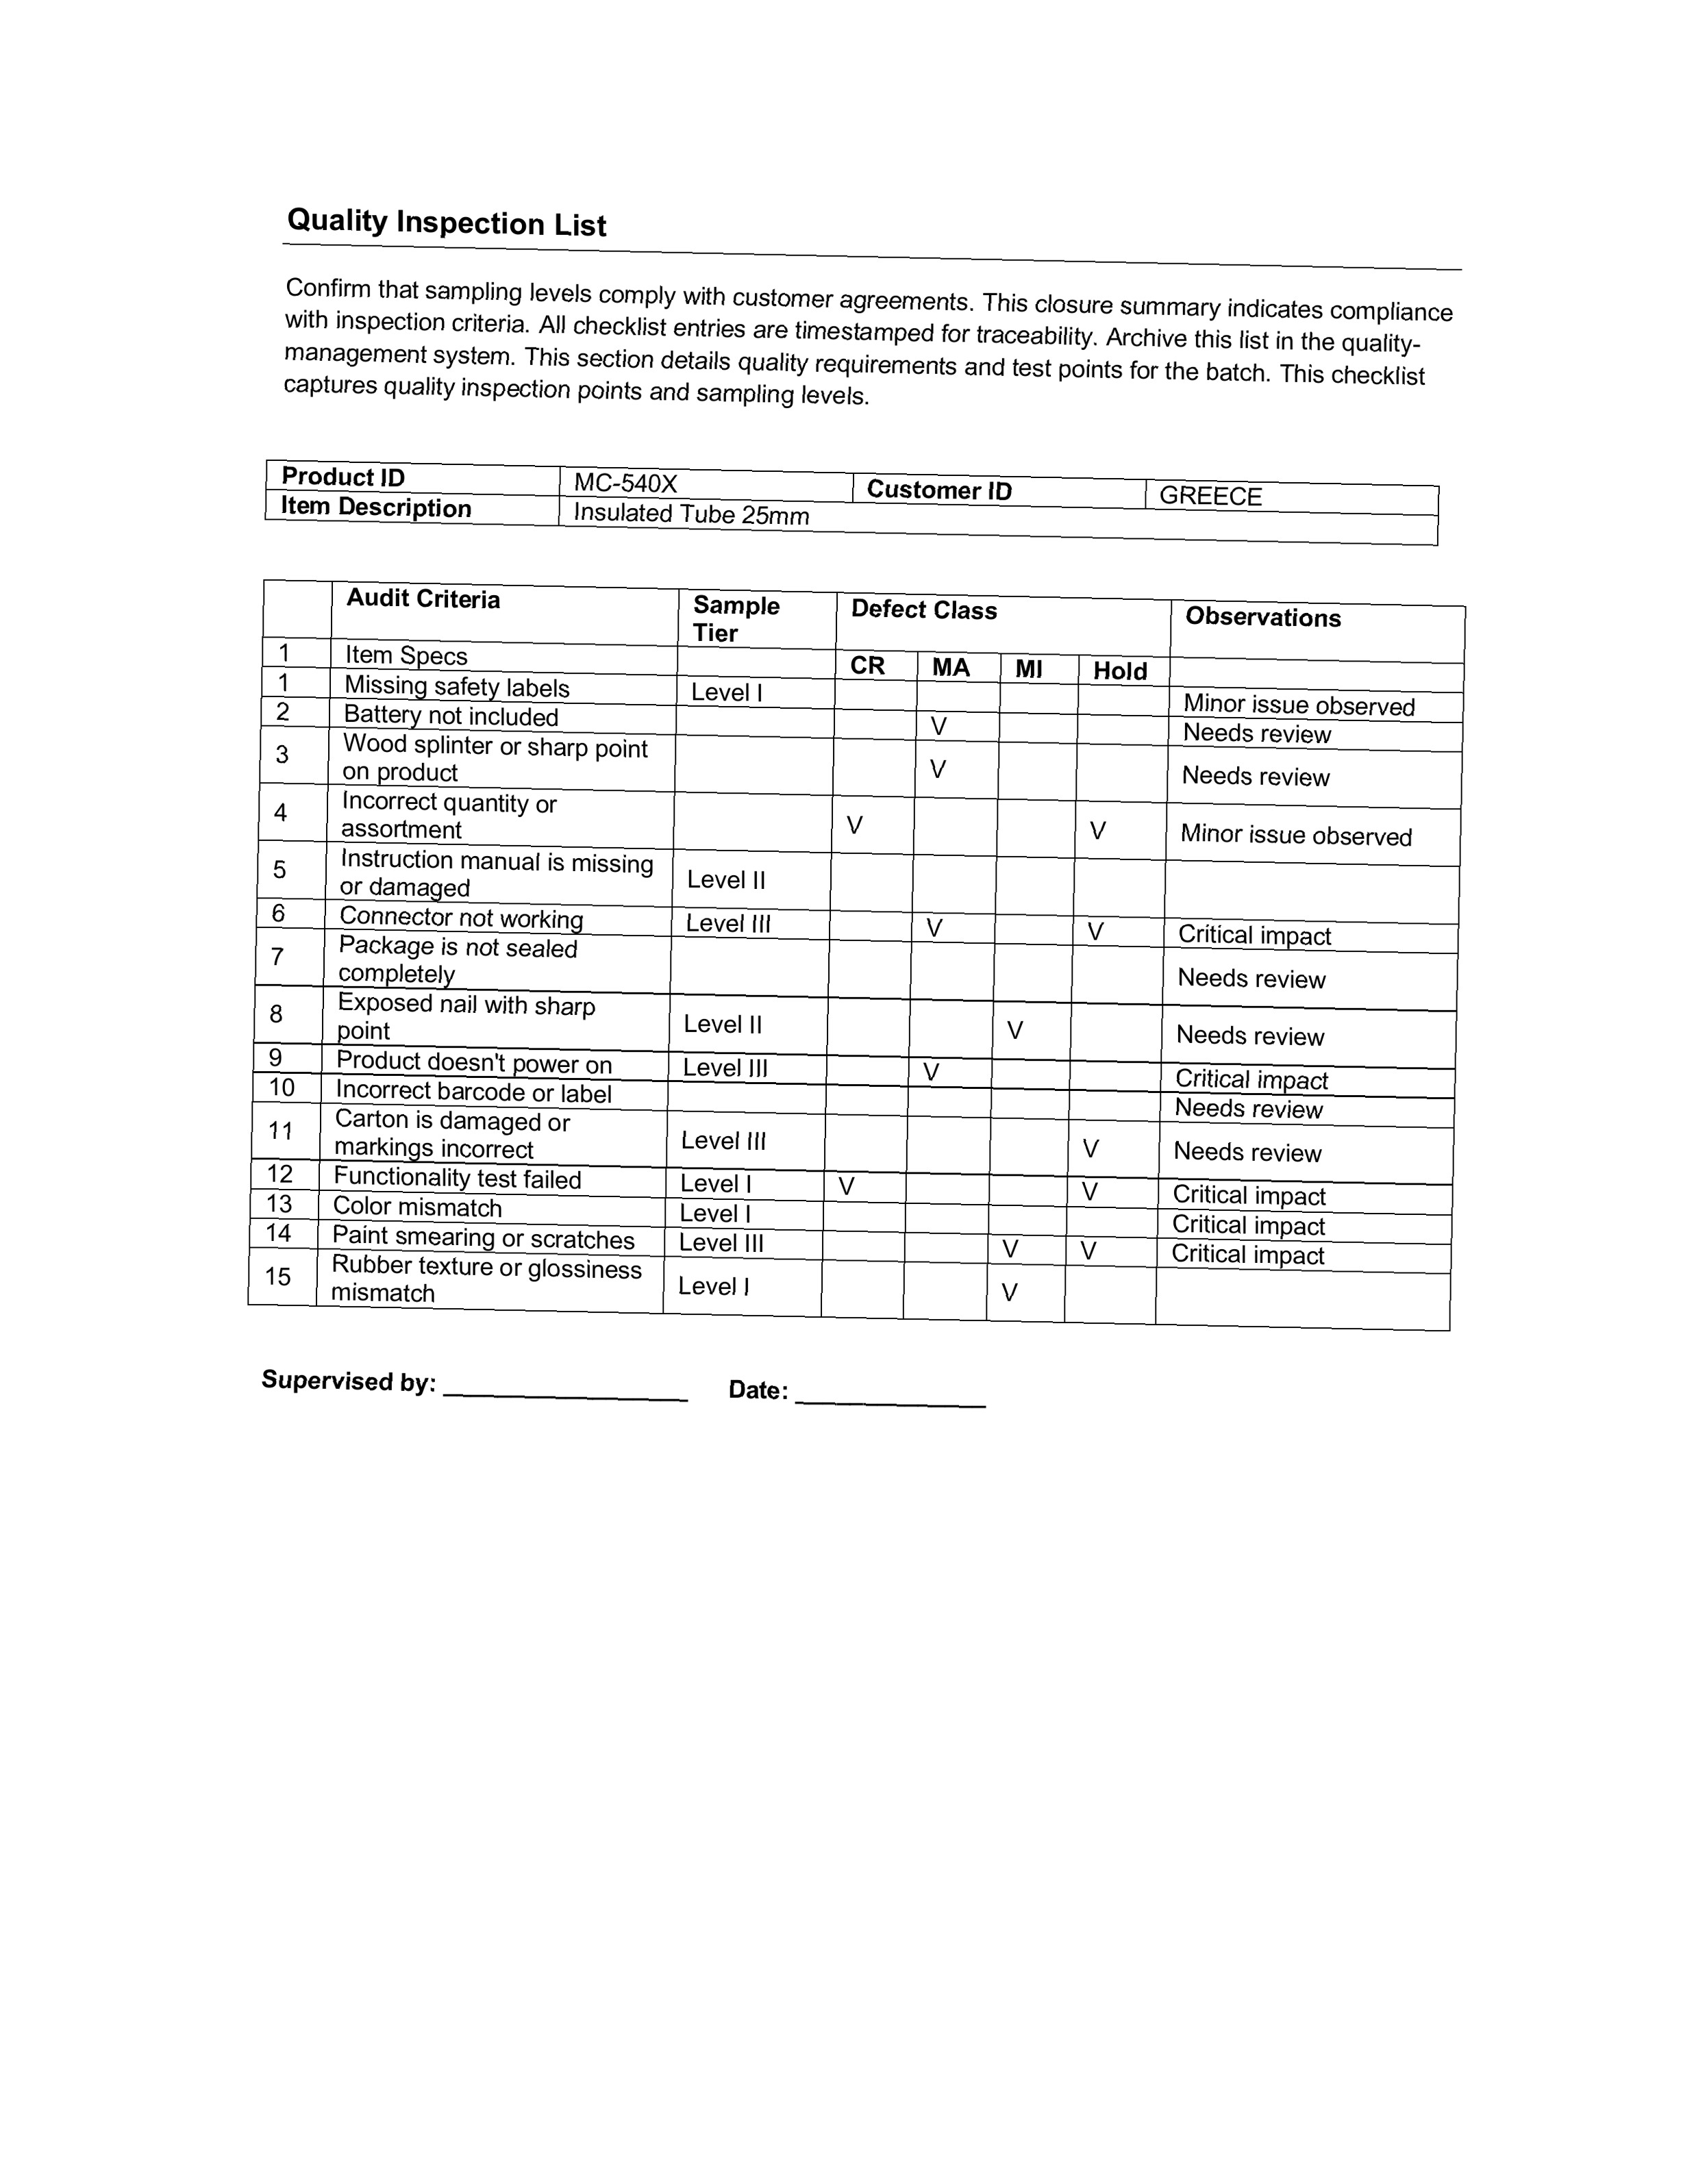 Quality Inspection List
Confirm that sampling levels comply with customer agreements. This closure summary indicates compliance
with inspection criteria. All checklist entries are timestamped for traceability. Archive this list in the quality-
management system. This section details quality requirements and test points for the batch. This checklist
captures quality inspection points and sampling levels.
Product ID MC-540X Customer ID GREECE
Item Description Insulated Tube 25mm
Audit Criteria Sample Defect Class Observations
Tier
1 Item Specs CR MA MI Hold
1 Missing safety labels Level I Minor issue observed
2 Battery not included V Needs review
3 Wood splinter or sharp point V Needs review
on product
4 Incorrect quantity or V V Minor issue observed
assortment
5 Instruction manual is missing Level II
or damaged
6 Connector not working Level III V V Critical impact
7 Package is not sealed Needs review
completely
8 Exposed nail with sharp Level II V Needs review
point
9 Product doesn't power on Level III V Critical impact
10 Incorrect barcode or label Needs review
11 Carton is damaged or Level III V Needs review
markings incorrect
12 Functionality test failed Level I V V Critical impact
13 Color mismatch Level I Critical impact
14 Paint smearing or scratches Level III V V Critical impact
15 Rubber texture or glossiness Level I V
mismatch
Supervised by: __________________ Date: ______________